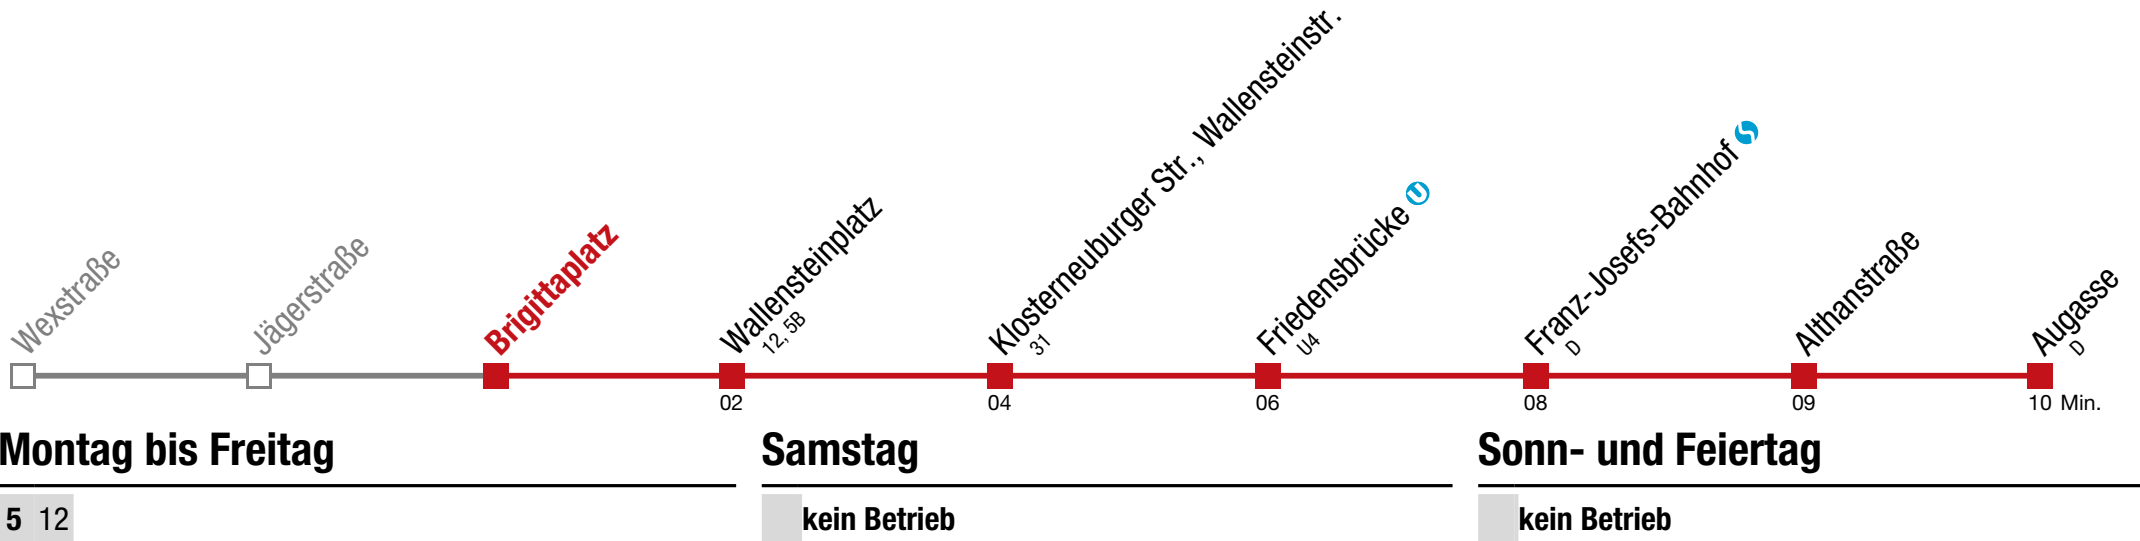 Wexstraße
Jägerstraße
Brigittaplatz
Wallensteinplatz
12, 5B
Klosterneuburger Str., Wallensteinstr.
31
Friedensbrücke
U4
Franz-Josefs-Bahnhof
D
Althanstraße
Augasse
D
02 04 06 08 09 10 Min.
Montag bis Freitag
5 12
Samstag
kein Betrieb
Sonn- und Feiertag
kein Betrieb